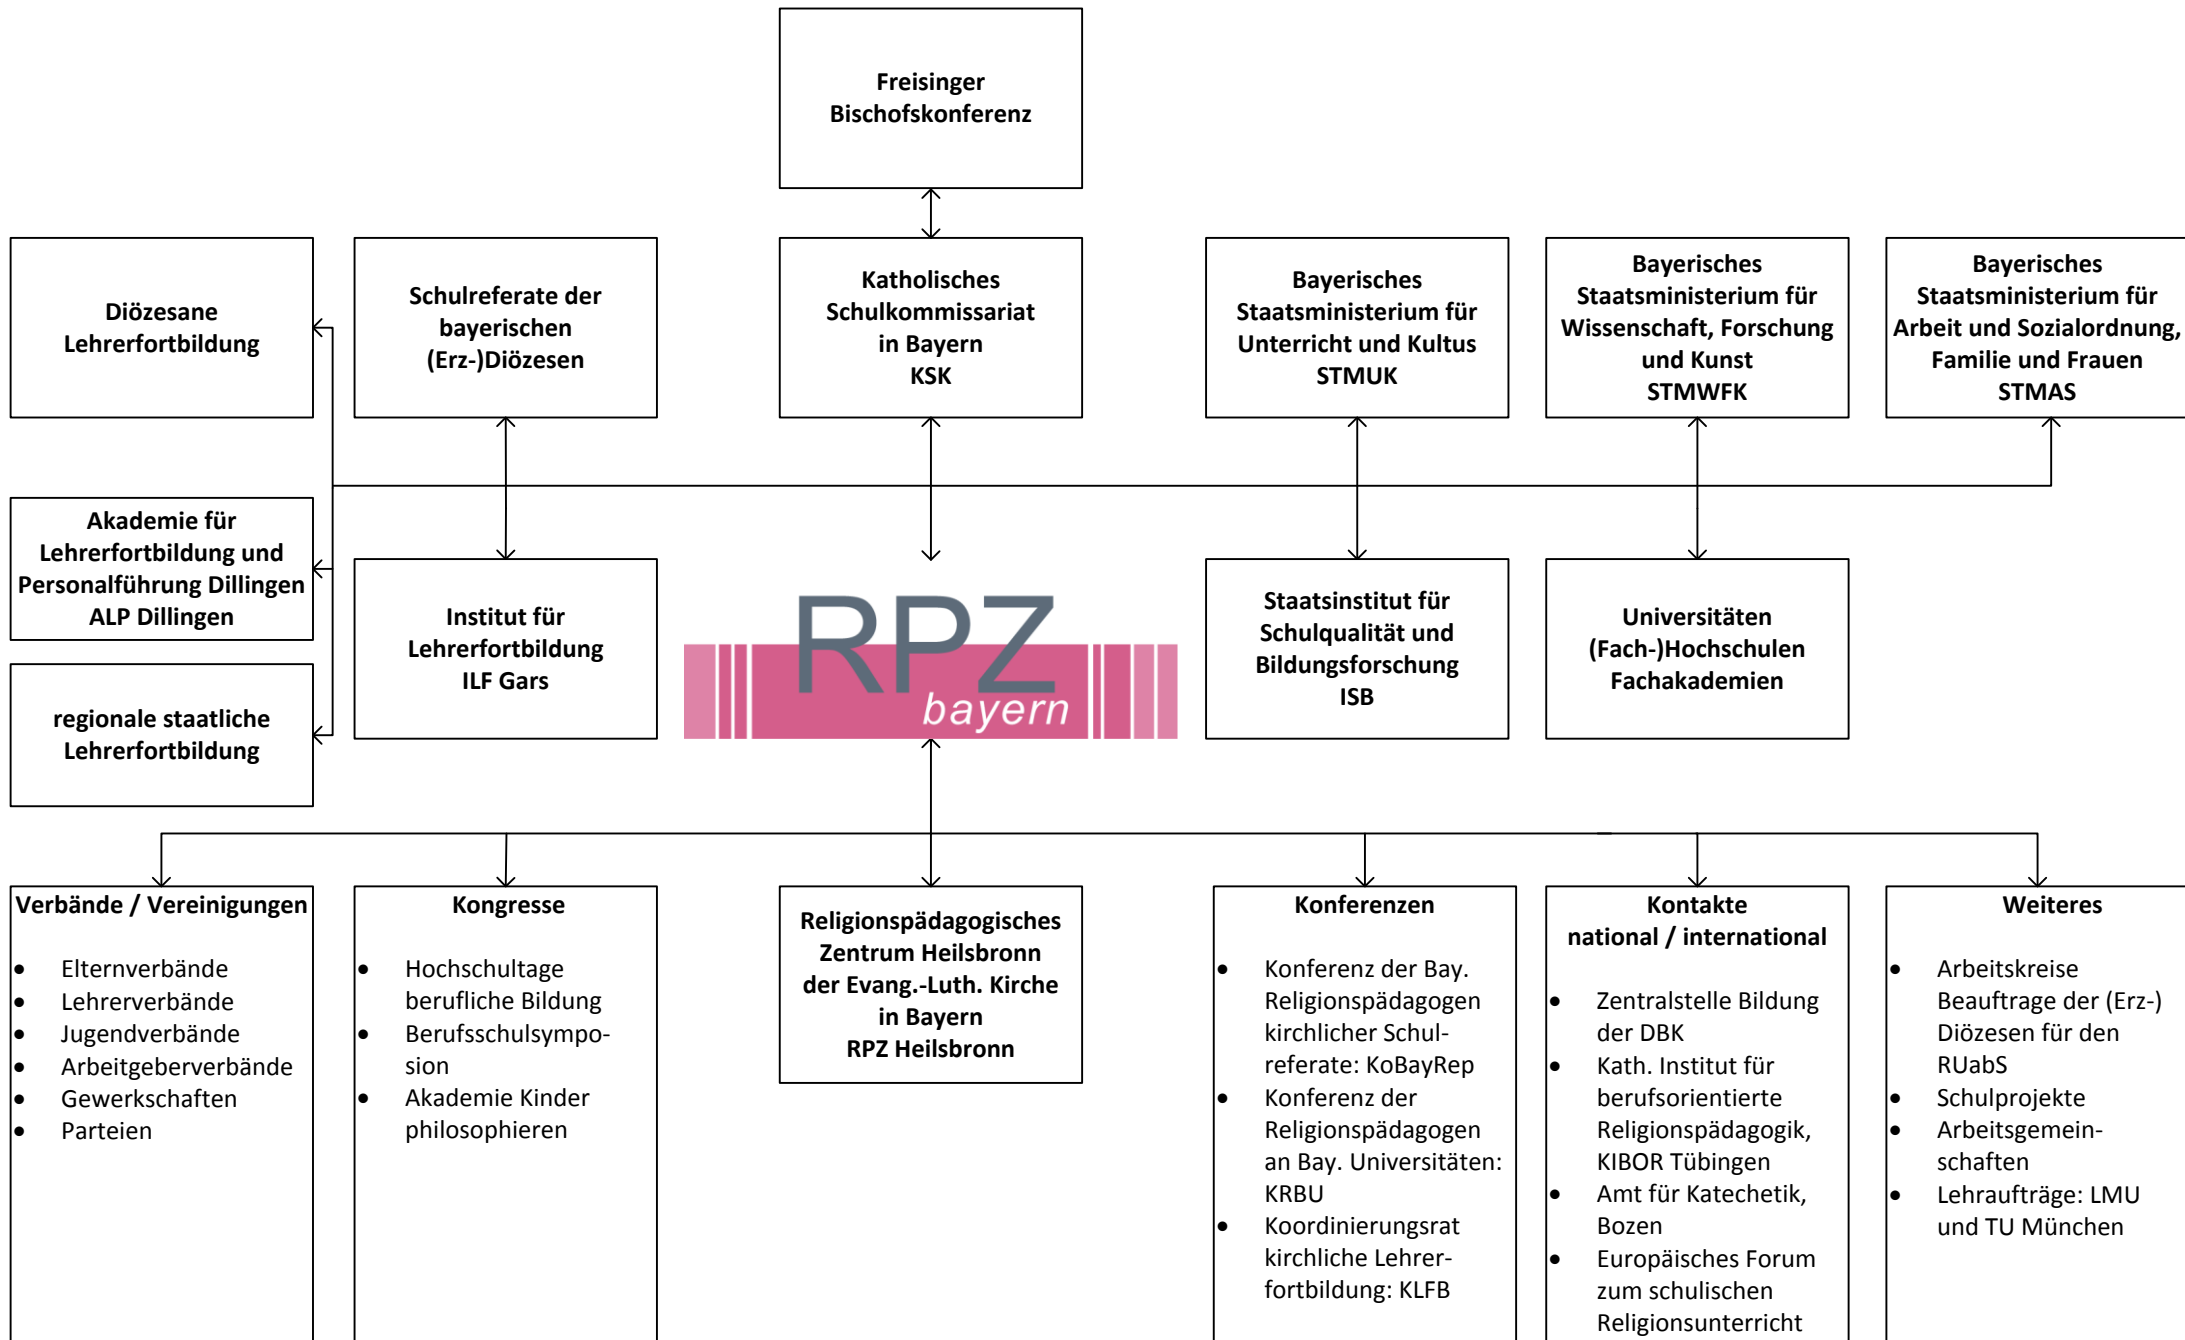 Freisinger
Bischofskonferenz
Diözesane
Lehrerfortbildung
Schulreferate der
bayerischen
(Erz-)Diözesen
Katholisches
Schulkommissariat
in Bayern
KSK
Bayerisches
Staatsministerium für
Unterricht und Kultus
STMUK
Bayerisches
Staatsministerium für
Wissenschaft, Forschung
und Kunst
STMWFK
Bayerisches
Staatsministerium für
Arbeit und Sozialordnung,
Familie und Frauen
STMAS
Akademie für
Lehrerfortbildung und
Personalführung Dillingen
ALP Dillingen
regionale staatliche
Lehrerfortbildung
Institut für
Lehrerfortbildung
ILF Gars
RPZ
bayern
Staatsinstitut für
Schulqualität und
Bildungsforschung
ISB
Universitäten
(Fach-)Hochschulen
Fachakademien
Verbände / Vereinigungen
• Elternverbände
• Lehrerverbände
• Jugendverbände
• Arbeitgeberverbände
• Gewerkschaften
• Parteien
Kongresse
• Hochschultage
berufliche Bildung
• Berufsschulsympo-
sion
• Akademie Kinder
philosophieren
Religionspädagogisches
Zentrum Heilsbronn
der Evang.-Luth. Kirche
in Bayern
RPZ Heilsbronn
Konferenzen
• Konferenz der Bay.
Religionspädagogen
kirchlicher Schul-
referate: KoBayRep
• Konferenz der
Religionspädagogen
an Bay. Universitäten:
KRBU
• Koordinierungsrat
kirchliche Lehrer-
fortbildung: KLFB
Kontakte
national / international
• Zentralstelle Bildung
der DBK
• Kath. Institut für
berufsorientierte
Religionspädagogik,
KIBOR Tübingen
• Amt für Katechetik,
Bozen
• Europäisches Forum
zum schulischen
Religionsunterricht
Weiteres
• Arbeitskreise
Beauftrage der (Erz-)
Diözesen für den
RUabS
• Schulprojekte
• Arbeitsgemein-
schaften
• Lehraufträge: LMU
und TU München